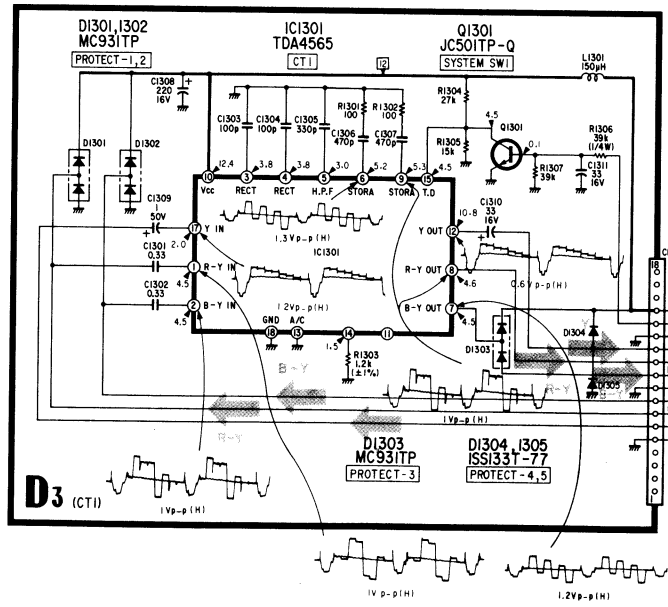 D1301,1302
MC931TP
PROTECT-1,2
IC1301
TDA4565
CTI
Q1301
JC501TP-Q
SYSTEM SW1
12
L1301
150μH
C1308
220
16V
+
R1304
27k
R1301
100
R1302
100
C1303
100p
C1304
100p
C1305
330p
C1306
470p
C1307
470p
4.5
Q1301
0.1
R1306
39k
(1/4W)
R1305
15k
R1307
39k
C1311
33
16V
D1301
D1302
12.4
3.8
3.8
3.0
5.2
5.3
4.5
10
3
4
5
6
9
15
Vcc
RECT
RECT
H.P.F
STORA
STORA
T.D
C1309
1
50V
+
17
Y IN
2.0
1.3Vp-p(H)
IC1301
Y OUT
12
10.8
C1310
33
16V
+
C1301
0.33
1
R-Y IN
4.5
R-Y OUT
8
4.6
0.6Vp-p(H)
C1302
0.33
2
B-Y IN
4.5
1.2Vp-p(H)
B-Y OUT
7
4.5
GND
A/C
18
13
14
11
1.5
R1303
1.2k
(±1%)
D1303
D1304
D1305
Y
R-Y
B-Y
18
B-Y
R-Y
1Vp-p(H)
D1303
MC931TP
PROTECT-3
D1304,1305
ISS133T-77
PROTECT-4,5
D3 (CTI)
1Vp-p(H)
1Vp-p(H)
1.2Vp-p(H)